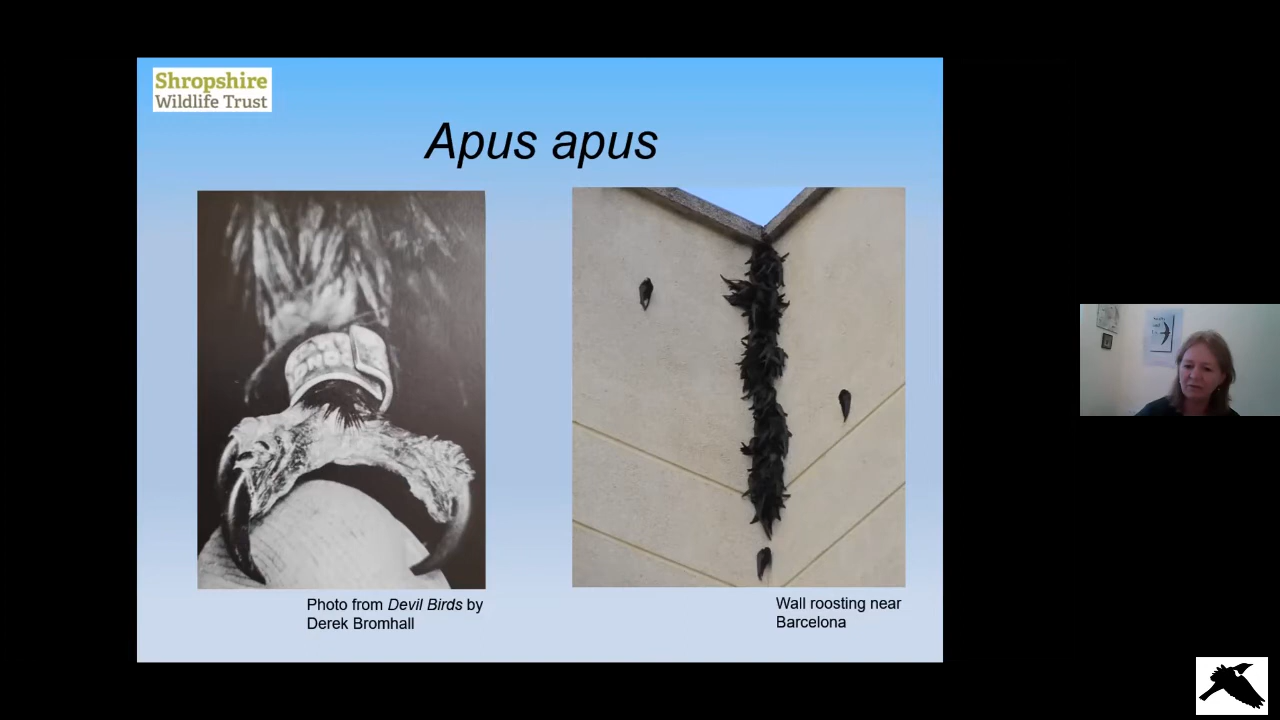 Shropshire
Wildlife Trust
Apus apus
Photo from Devil Birds by
Derek Bromhall
Wall roosting near
Barcelona